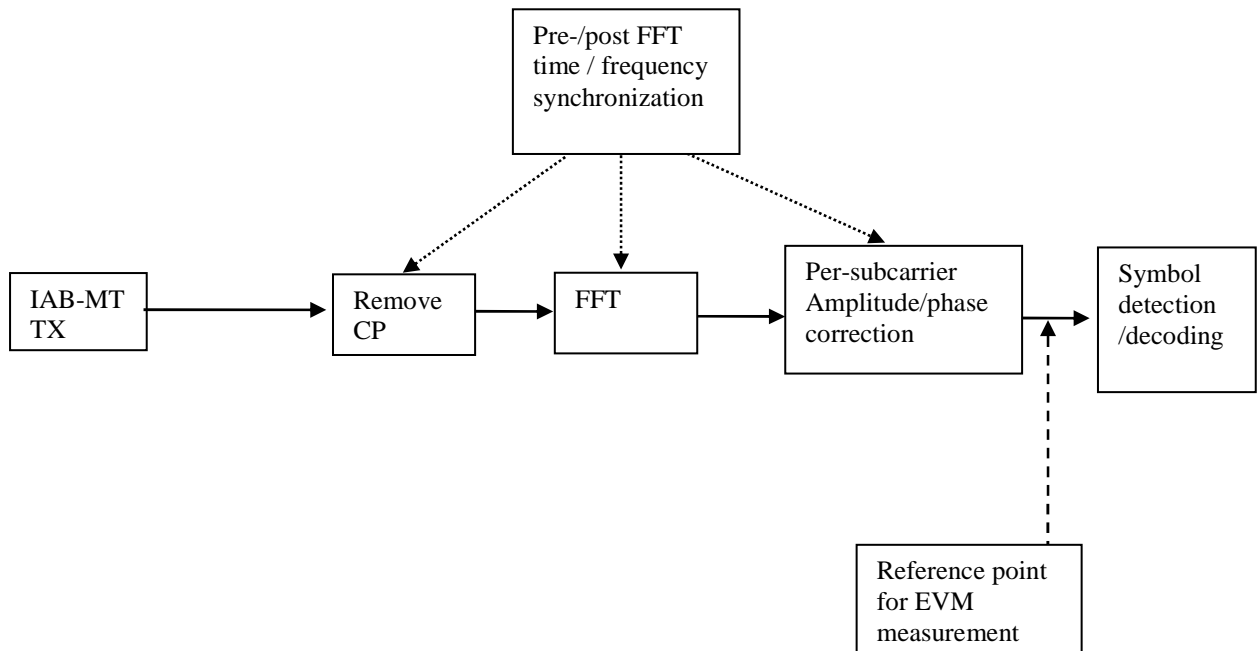 Pre-/post FFT
time / frequency
synchronization
IAB-MT
TX
Remove
CP
FFT
Per-subcarrier
Amplitude/phase
correction
Symbol
detection
/decoding
Reference point
for EVM
measurement